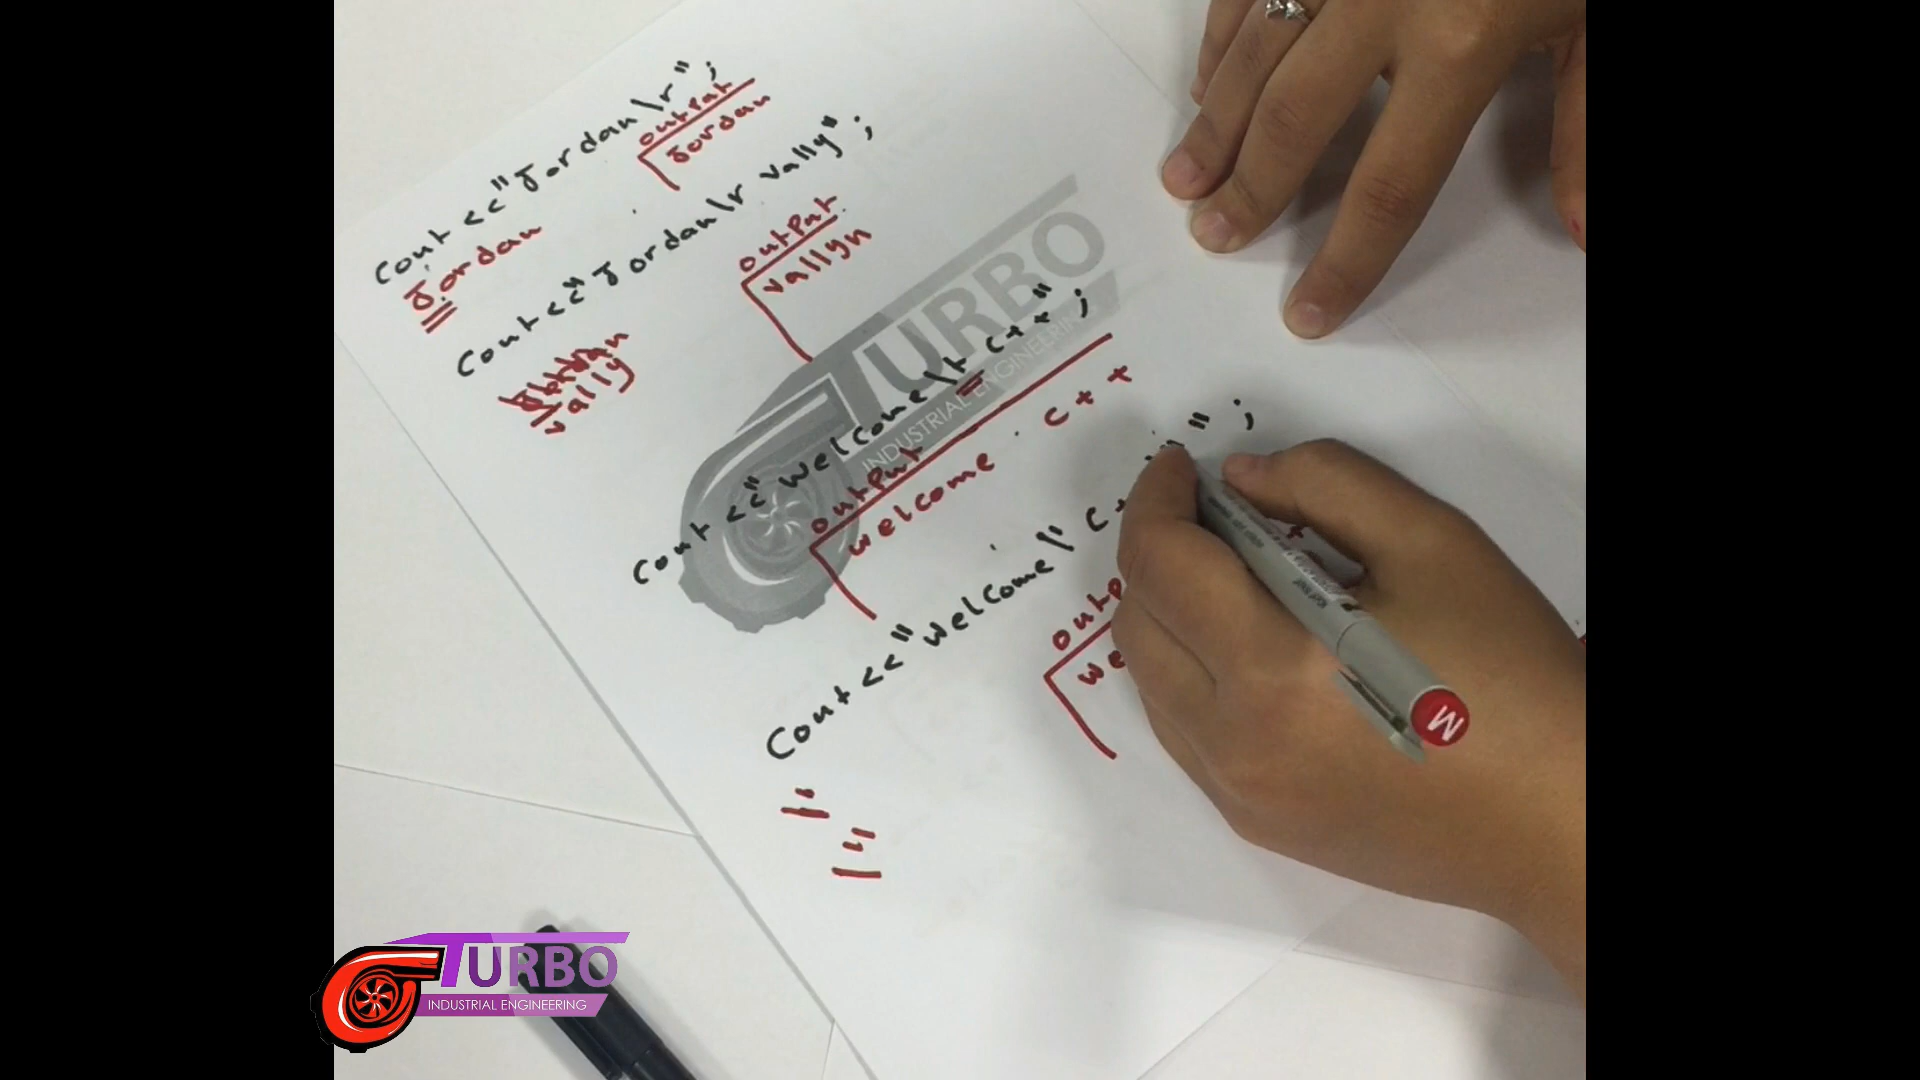 Cout <<"Jordan\r";
output
Jordan
Jordan
Cout <<"Jordan\r vally";
output
vallyn
Jordan
vally
Cout <<"welcome\t c++";
output
welcome c++
Cout <<"welcome\' c
";
"
"
TURBO
INDUSTRIAL ENGINEERING
M
TURBO
INDUSTRIAL ENGINEERING